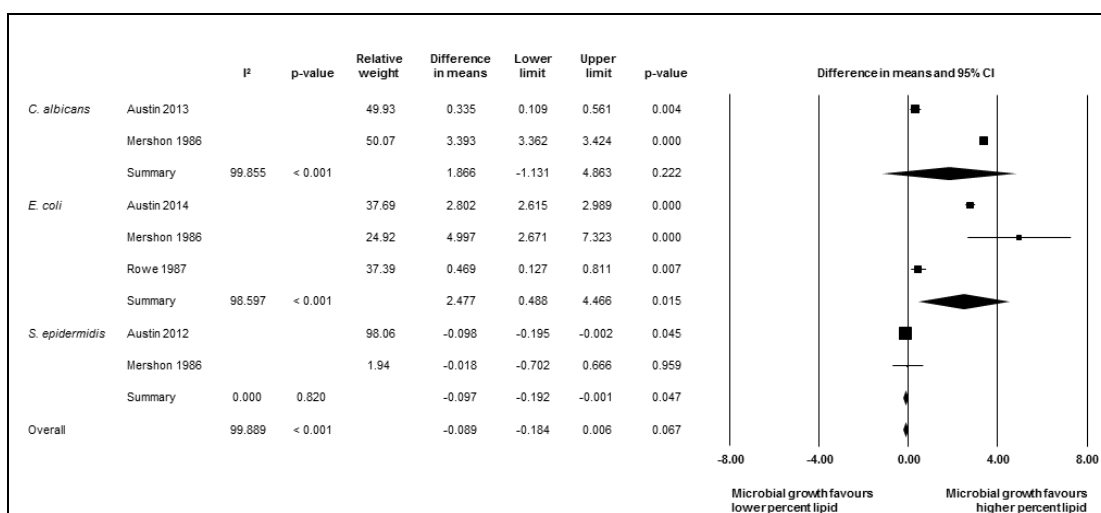 I² p-value Relative weight Difference in means Lower limit Upper limit p-value Difference in means and 95% CI
C. albicans Austin 2013 49.93 0.335 0.109 0.561 0.004
Mershon 1986 50.07 3.393 3.362 3.424 0.000
Summary 99.855 < 0.001 1.866 -1.131 4.863 0.222
E. coli Austin 2014 37.69 2.802 2.615 2.989 0.000
Mershon 1986 24.92 4.997 2.671 7.323 0.000
Rowe 1987 37.39 0.469 0.127 0.811 0.007
Summary 98.597 < 0.001 2.477 0.488 4.466 0.015
S. epidermidis Austin 2012 98.06 -0.098 -0.195 -0.002 0.045
Mershon 1986 1.94 -0.018 -0.702 0.666 0.959
Summary 0.000 0.820 -0.097 -0.192 -0.001 0.047
Overall 99.889 < 0.001 -0.089 -0.184 0.006 0.067
-8.00 -4.00 0.00 4.00 8.00
Microbial growth favours lower percent lipid
Microbial growth favours higher percent lipid